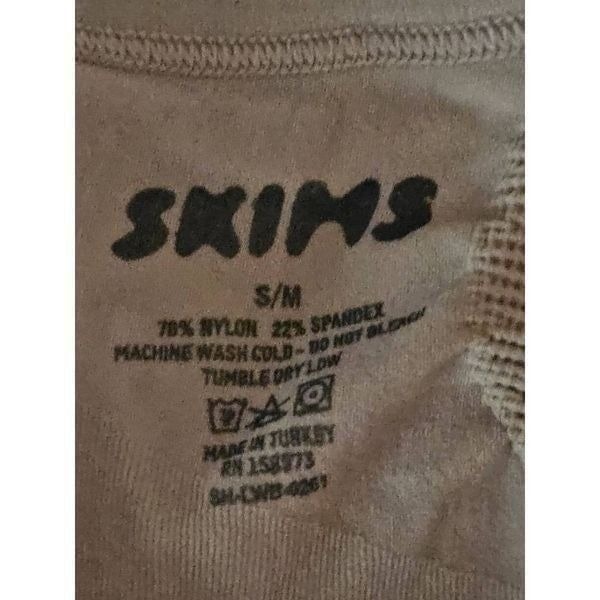 SKIMS
S/M
78% NYLON 22% SPANDEX
MACHINE WASH COLD - DO NOT BLEACH
TUMBLE DRY LOW
MADE IN TURKEY
RN 158973